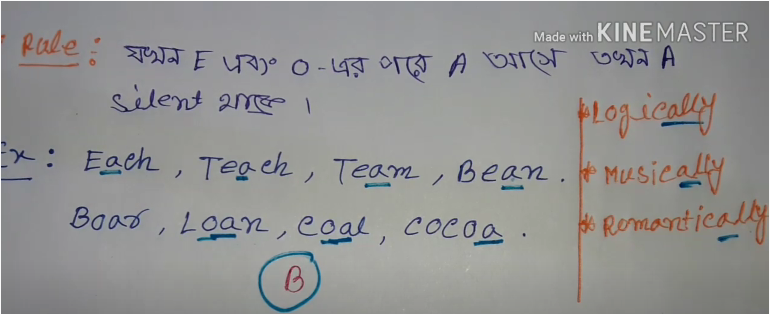 Made with KINEMASTER
Rule: যখন E এবং O-এর পরে A আসে তখন A
silent থাকে।
Ex: Each, Teach, Team, Bean.
Boar, Loan, Coal, Cocoa.
B
* Logically
* Musically
* Romantically